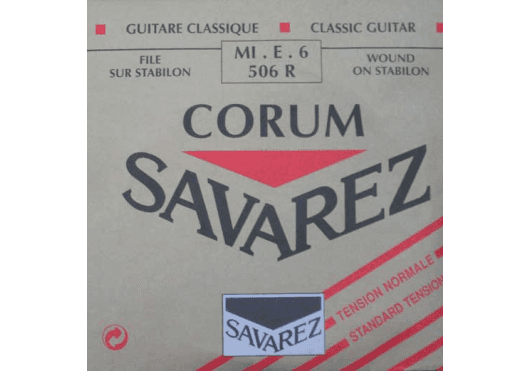 GUITARE CLASSIQUE
CLASSIC GUITAR
FILE
SUR STABILON
MI . E . 6
506 R
WOUND
ON STABILON
CORUM
SAVAREZ
TENSION NORMALE
STANDARD TENSION
SAVAREZ